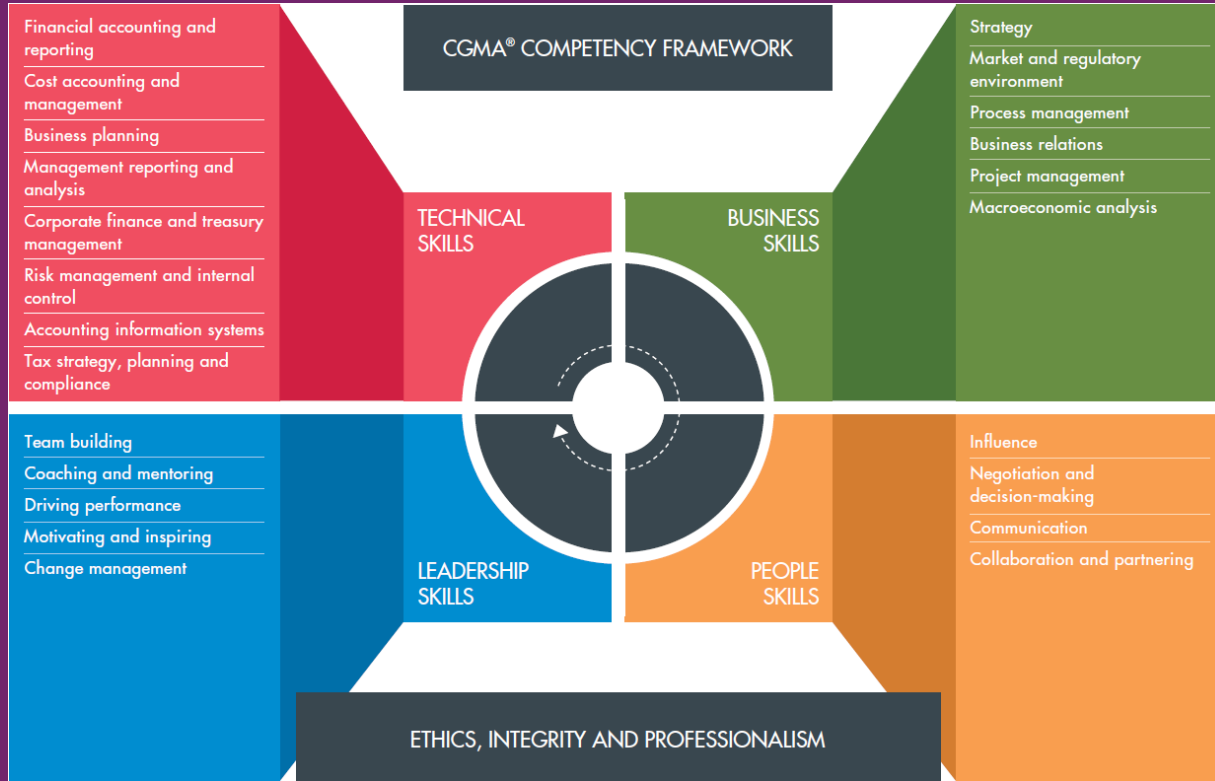 CGMA® COMPETENCY FRAMEWORK
Financial accounting and
reporting
Cost accounting and
management
Business planning
Management reporting and
analysis
Corporate finance and treasury
management
Risk management and internal
control
Accounting information systems
Tax strategy, planning and
compliance
TECHNICAL
SKILLS
BUSINESS
SKILLS
Strategy
Market and regulatory
environment
Process management
Business relations
Project management
Macroeconomic analysis
Team building
Coaching and mentoring
Driving performance
Motivating and inspiring
Change management
LEADERSHIP
SKILLS
PEOPLE
SKILLS
Influence
Negotiation and
decision-making
Communication
Collaboration and partnering
ETHICS, INTEGRITY AND PROFESSIONALISM